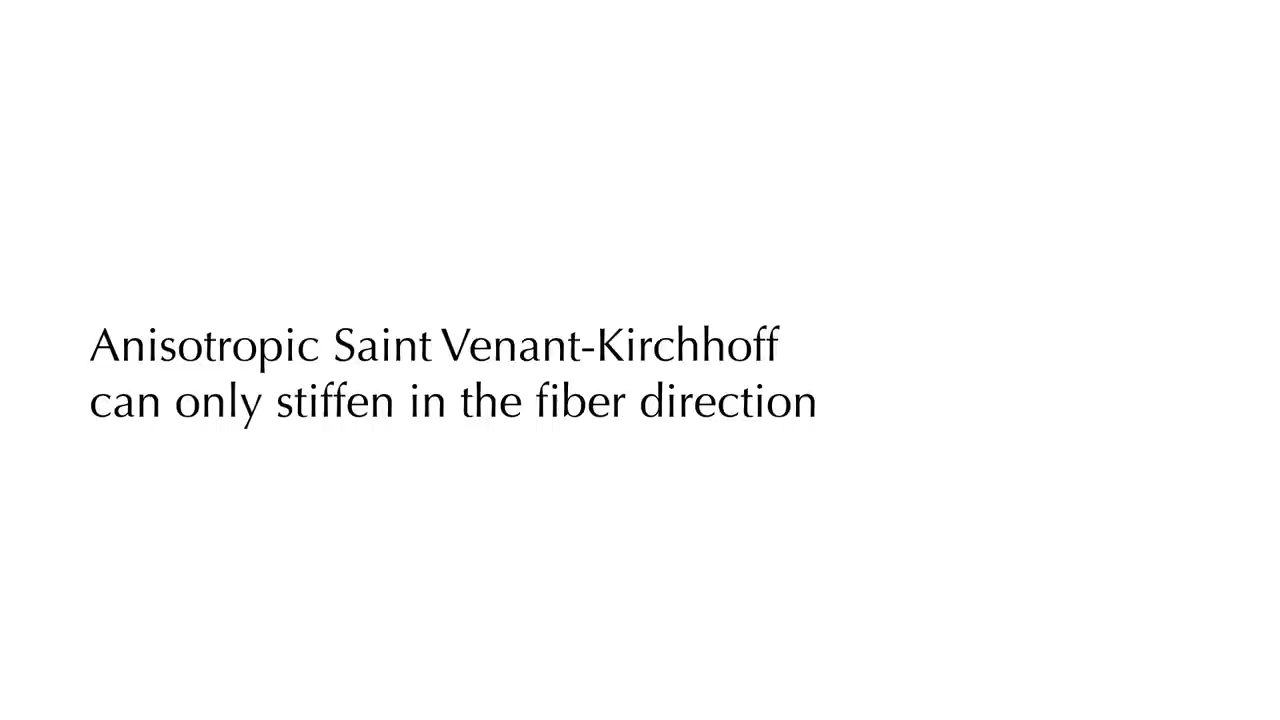 Anisotropic Saint Venant-Kirchhoff
can only stiffen in the fiber direction